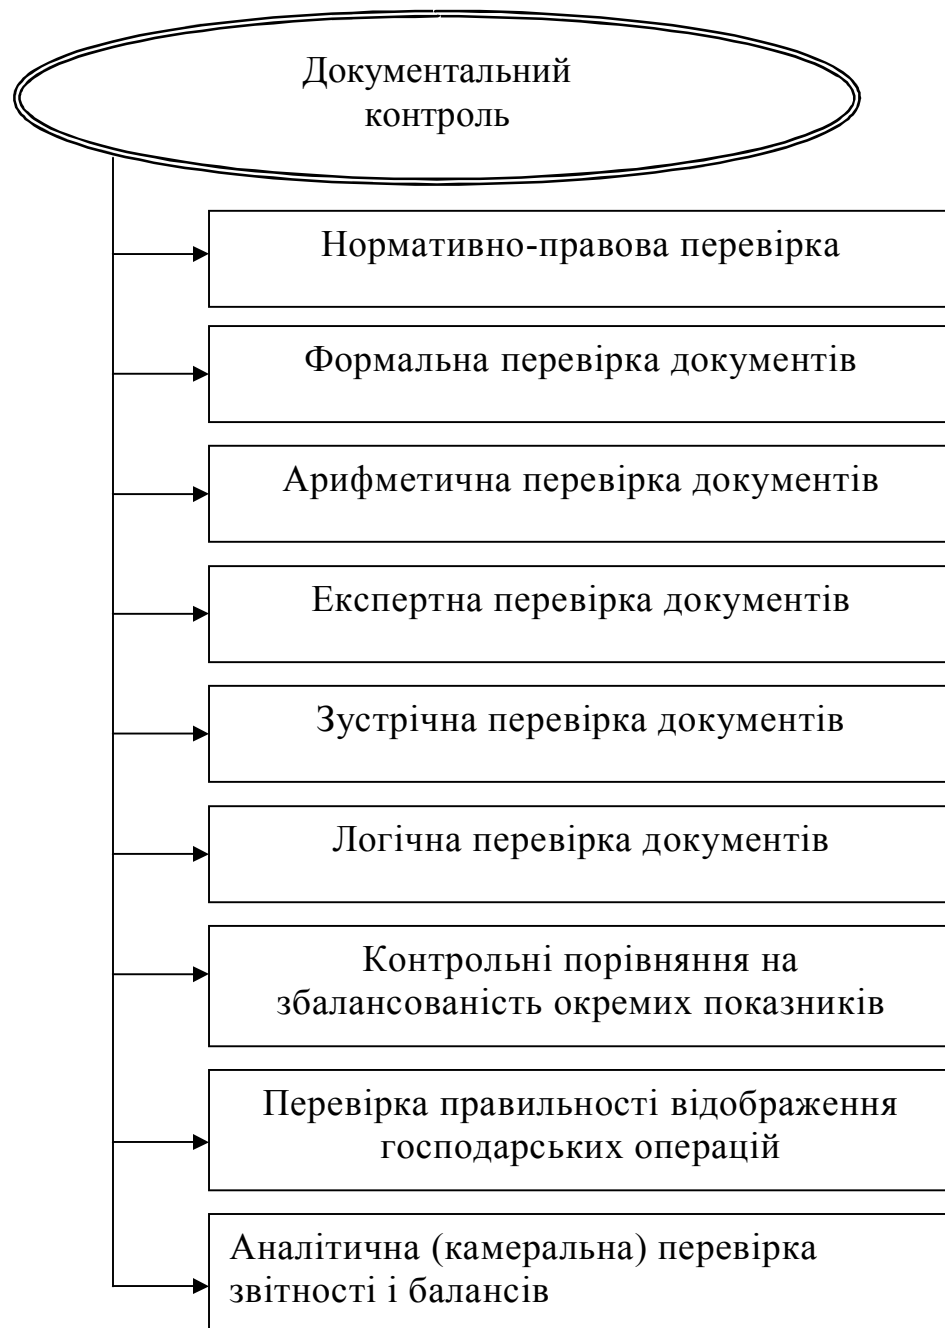 Документальний
контроль
Нормативно-правова перевірка
Формальна перевірка документів
Арифметична перевірка документів
Експертна перевірка документів
Зустрічна перевірка документів
Логічна перевірка документів
Контрольні порівняння на
збалансованість окремих показників
Перевірка правильності відображення
господарських операцій
Аналітична (камеральна) перевірка
звітності і балансів